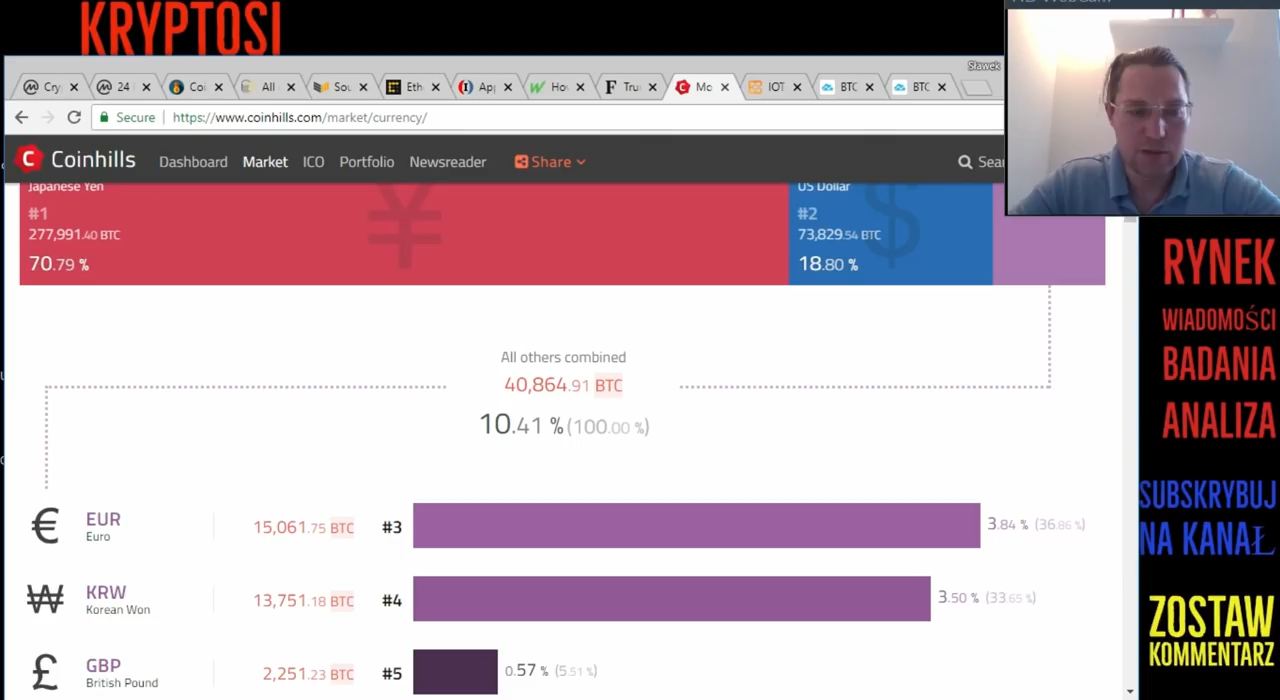 KRYPTOSI
Sławek
Cry 24 Coi All Sou Eth App Hov Tru Mo IOT BTC BTC
Secure https://www.coinhills.com/market/currency/
Coinhills Dashboard Market ICO Portfolio Newsreader Share Sea
Japanese Yen
#1
277,991.40 BTC
70.79 %
¥
US Dollar
#2
73,829.54 BTC
18.80 %
$
All others combined
40,864.91 BTC
10.41 % (100.00 %)
€ EUR 15,061.75 BTC #3 3.84 % (36.86 %)
Euro
₩ KRW 13,751.18 BTC #4 3.50 % (33.65 %)
Korean Won
£ GBP 2,251.23 BTC #5 0.57 % (5.51 %)
British Pound
RYNEK
WIADOMOŚCI
BADANIA
ANALIZA
SUBSKRYBUJ
NA KANAŁ
ZOSTAW
KOMMENTARZ